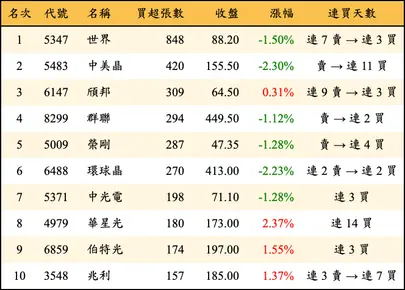 名次 代號 名稱 買超張數 收盤 漲幅 連買天數
1 5347 世界 848 88.20 -1.50% 連 7 賣 → 連 3 買
2 5483 中美晶 420 155.50 -2.30% 賣 → 連 11 買
3 6147 頎邦 309 64.50 0.31% 連 9 賣 → 連 3 買
4 8299 群聯 294 449.50 -1.12% 賣 → 連 2 買
5 5009 榮剛 287 47.35 -1.28% 賣 → 連 4 買
6 6488 環球晶 270 413.00 -2.23% 連 2 賣 → 連 2 買
7 5371 中光電 198 71.10 -1.28% 連 3 買
8 4979 華星光 180 173.00 2.37% 連 14 買
9 6859 伯特光 174 197.00 1.55% 連 3 買
10 3548 兆利 157 185.00 1.37% 連 3 賣 → 連 7 買